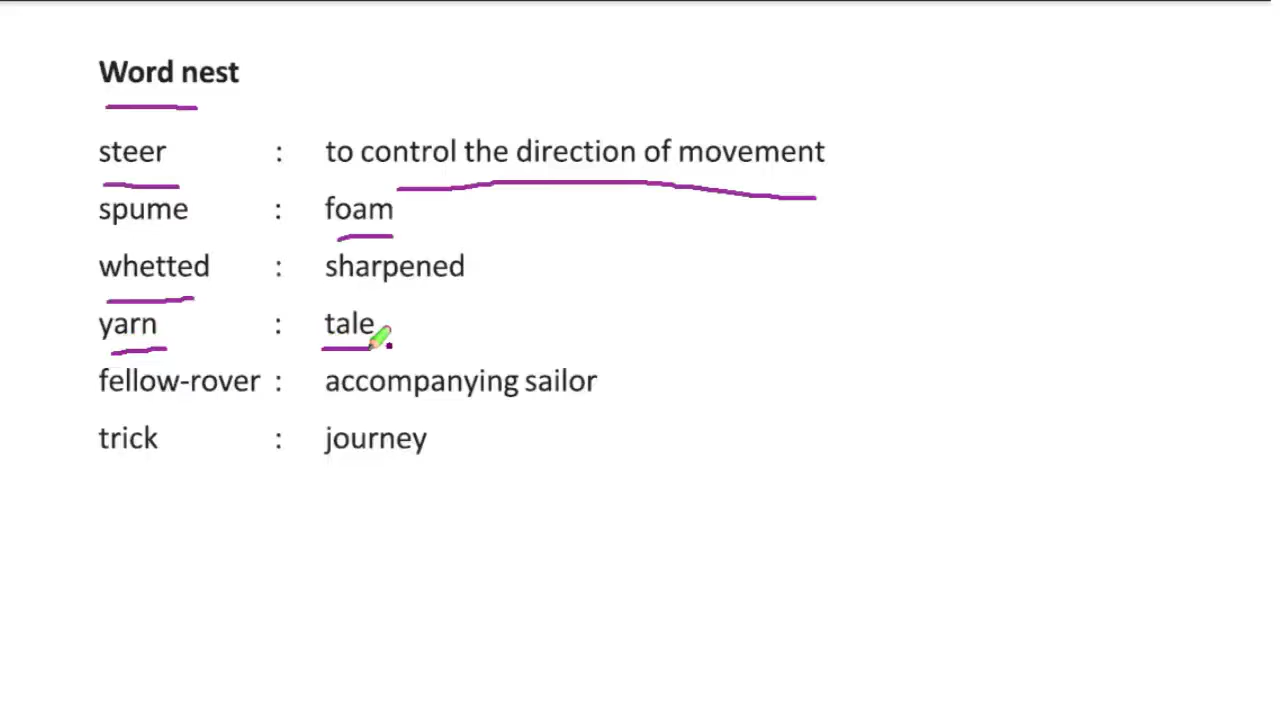 Word nest
steer : to control the direction of movement
spume : foam
whetted : sharpened
yarn : tale
fellow-rover : accompanying sailor
trick : journey